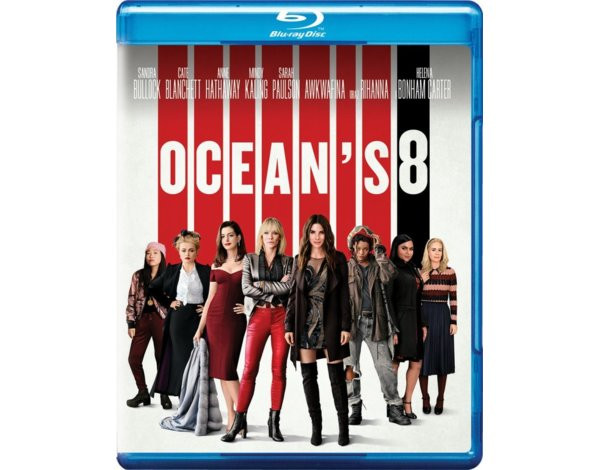 Blu-ray Disc
SANDRA BULLOCK CATE BLANCHETT ANNE HATHAWAY MINDY KALING SARAH PAULSON AWKWAFINA RIHANNA HELENA BONHAM CARTER
OCEAN'S 8